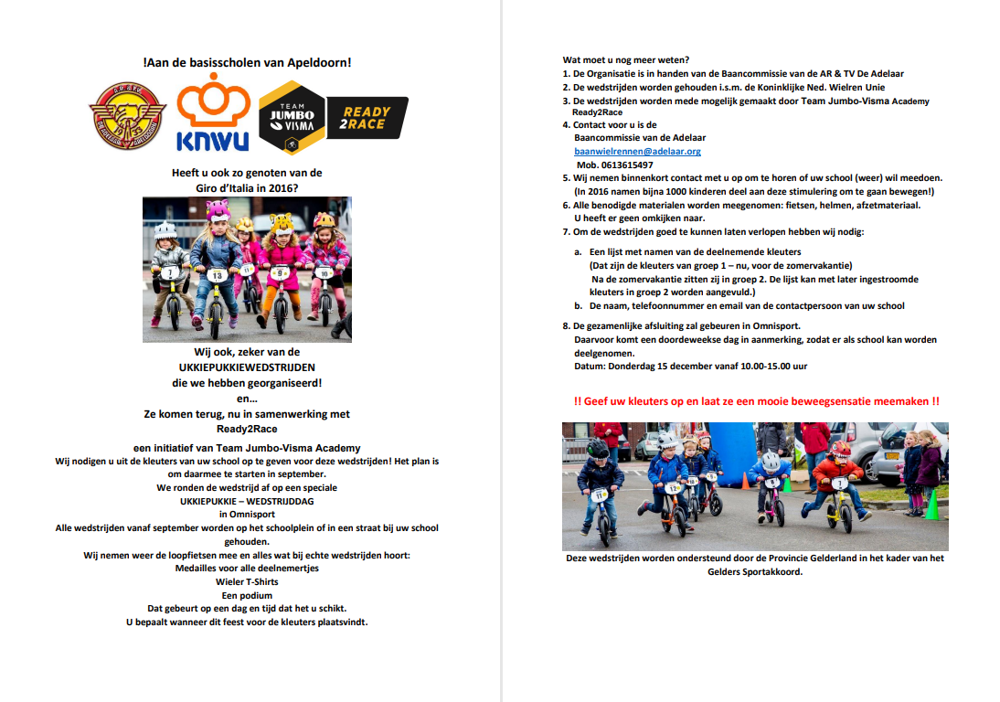 !Aan de basisscholen van Apeldoorn!
KNWU
TEAM
JUMBO
VISMA
READY
2RACE
Heeft u ook zo genoten van de
Giro d'Italia in 2016?
7
13
11
9
10
Wij ook, zeker van de
UKKIEPUKKIEWEDSTRIJDEN
die we hebben georganiseerd!
en…
Ze komen terug, nu in samenwerking met
Ready2Race
een initiatief van Team Jumbo-Visma Academy
Wij nodigen u uit de kleuters van uw school op te geven voor deze wedstrijden! Het plan is
om daarmee te starten in september.
We ronden de wedstrijd af op een speciale
UKKIEPUKKIE – WEDSTRIJDDAG
in Omnisport
Alle wedstrijden vanaf september worden op het schoolplein of in een straat bij uw school
gehouden.
Wij nemen weer de loopfietsen mee en alles wat bij echte wedstrijden hoort:
Medailles voor alle deelnemertjes
Wieler T-Shirts
Een podium
Dat gebeurt op een dag en tijd dat het u schikt.
U bepaalt wanneer dit feest voor de kleuters plaatsvindt.
Wat moet u nog meer weten?
1. De Organisatie is in handen van de Baancommissie van de AR & TV De Adelaar
2. De wedstrijden worden gehouden i.s.m. de Koninklijke Ned. Wielren Unie
3. De wedstrijden worden mede mogelijk gemaakt door Team Jumbo-Visma Academy
Ready2Race
4. Contact voor u is de
Baancommissie van de Adelaar
baanwielrennen@adelaar.org
Mob. 0613615497
5. Wij nemen binnenkort contact met u op om te horen of uw school (weer) wil meedoen.
(In 2016 namen bijna 1000 kinderen deel aan deze stimulering om te gaan bewegen!)
6. Alle benodigde materialen worden meegenomen: fietsen, helmen, afzetmateriaal.
U heeft er geen omkijken naar.
7. Om de wedstrijden goed te kunnen laten verlopen hebben wij nodig:
a. Een lijst met namen van de deelnemende kleuters
(Dat zijn de kleuters van groep 1 – nu, voor de zomervakantie)
Na de zomervakantie zitten zij in groep 2. De lijst kan met later ingestroomde
kleuters in groep 2 worden aangevuld.)
b. De naam, telefoonnummer en email van de contactpersoon van uw school
8. De gezamenlijke afsluiting zal gebeuren in Omnisport.
Daarvoor komt een doordeweekse dag in aanmerking, zodat er als school kan worden
deelgenomen.
Datum: Donderdag 15 december vanaf 10.00-15.00 uur
!! Geef uw kleuters op en laat ze een mooie beweegsensatie meemaken !!
11
12
10
8
7
Deze wedstrijden worden ondersteund door de Provincie Gelderland in het kader van het
Gelders Sportakkoord.